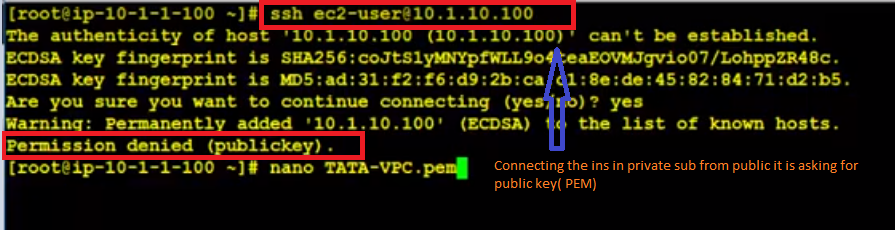 [root@ip-10-1-1-100 ~]# ssh ec2-user@10.1.10.100
The authenticity of host '10.1.10.100 (10.1.10.100)' can't be established.
ECDSA key fingerprint is SHA256:coJtS1yMNYpfWLL9o4 eaEOVMJgvio07/LohppZR48c.
ECDSA key fingerprint is MD5:ad:31:f2:f6:d9:2b:ca: 1:8e:de:45:82:84:71:d2:b5.
Are you sure you want to continue connecting (yes/no)? yes
Warning: Permanently added '10.1.10.100' (ECDSA) to the list of known hosts.
Permission denied (publickey).
[root@ip-10-1-1-100 ~]# nano TATA-VPC.pem
Connecting the ins in private sub from public it is asking for
public key( PEM)